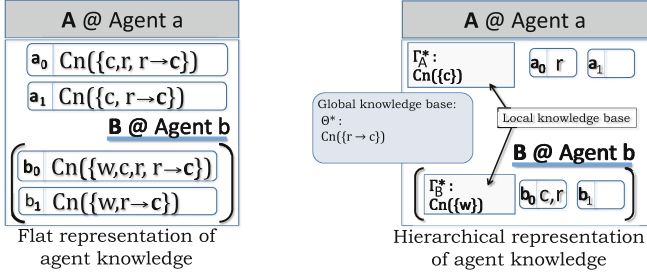 A @ Agent a
a₀ Cn({c,r, r→c})
a₁ Cn({c, r→c})
B @ Agent b
b₀ Cn({w,c,r, r→c})
b₁ Cn({w,r→c})
Flat representation of
agent knowledge
A @ Agent a
Γ*A :
Cn({c})
a₀ r
a₁
Global knowledge base:
Θ* :
Cn({r → c})
Local knowledge base
B @ Agent b
Γ*B :
Cn({w})
b₀ c,r
b₁
Hierarchical representation
of agent knowledge